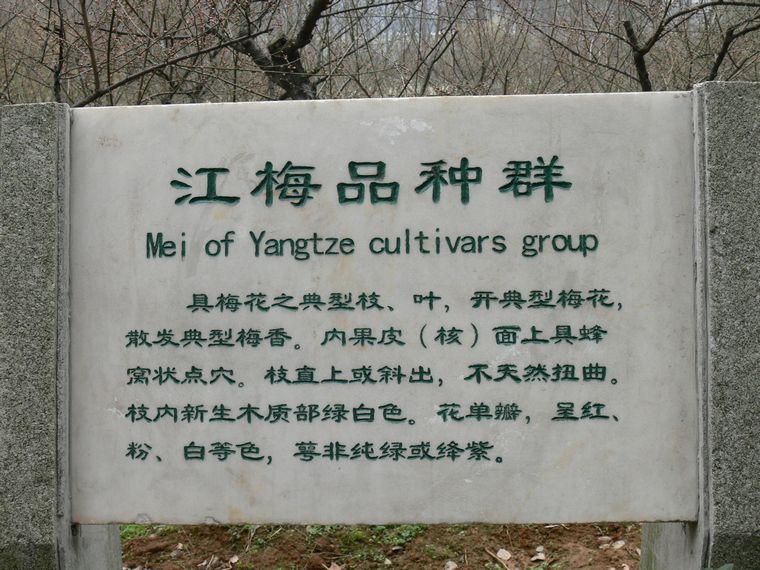 江梅品种群
Mei of Yangtze cultivars group
具梅花之典型枝、叶，开典型梅花，
散发典型梅香。内果皮（核）面上具蜂
窝状点穴。枝直上或斜出，不天然扭曲。
枝内新生木质部绿白色。花单瓣，呈红、
粉、白等色，萼非纯绿或绛紫。